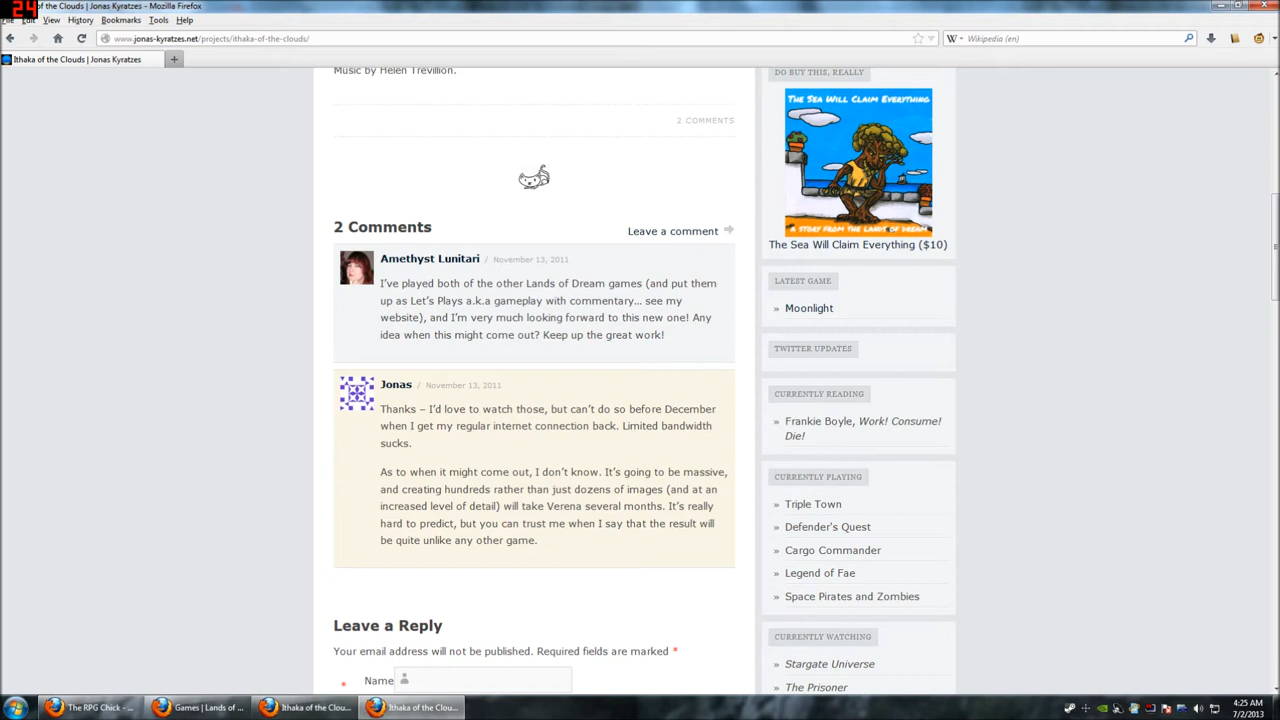 24
of the Clouds | Jonas Kyratzes - Mozilla Firefox
File Edit View History Bookmarks Tools Help
www.jonas-kyratzes.net/projects/ithaka-of-the-clouds/
Wikipedia (en)
Ithaka of the Clouds | Jonas Kyratzes
Music by Helen Trevillion.
2 COMMENTS
2 Comments
Leave a comment
Amethyst Lunitari / November 13, 2011
I've played both of the other Lands of Dream games (and put them
up as Let's Plays a.k.a gameplay with commentary... see my
website), and I'm very much looking forward to this new one! Any
idea when this might come out? Keep up the great work!
Jonas / November 13, 2011
Thanks – I'd love to watch those, but can't do so before December
when I get my regular internet connection back. Limited bandwidth
sucks.
As to when it might come out, I don't know. It's going to be massive,
and creating hundreds rather than just dozens of images (and at an
increased level of detail) will take Verena several months. It's really
hard to predict, but you can trust me when I say that the result will
be quite unlike any other game.
Leave a Reply
Your email address will not be published. Required fields are marked *
* Name
DO BUY THIS, REALLY
THE SEA WILL CLAIM EVERYTHING
A STORY FROM THE LANDS OF DREAM
The Sea Will Claim Everything ($10)
LATEST GAME
» Moonlight
TWITTER UPDATES
CURRENTLY READING
» Frankie Boyle, Work! Consume!
Die!
CURRENTLY PLAYING
» Triple Town
» Defender's Quest
» Cargo Commander
» Legend of Fae
» Space Pirates and Zombies
CURRENTLY WATCHING
» Stargate Universe
» The Prisoner
The RPG Chick - ...
Games | Lands of ...
Ithaka of the Clou...
Ithaka of the Clou...
4:25 AM
7/2/2013